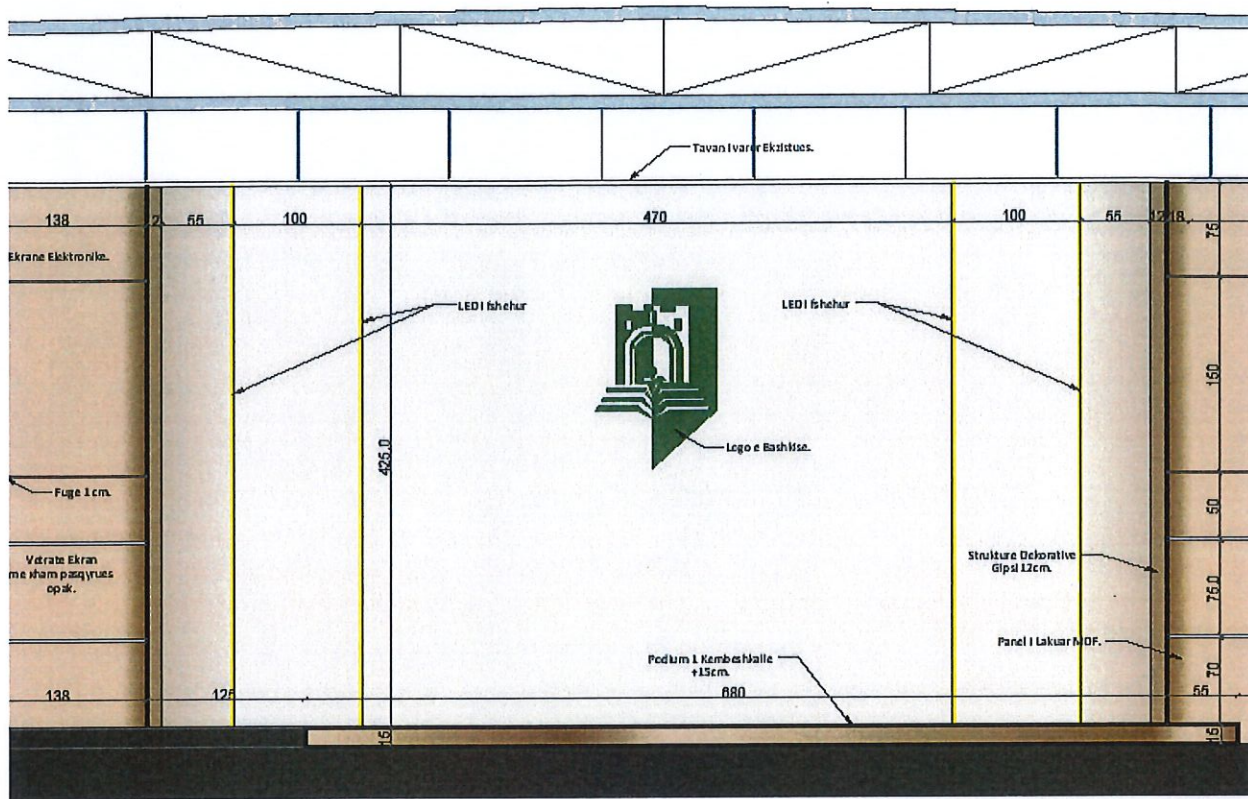 Tavan I varur Ekzistues.
138
2
65
100
470
100
55
12
18
75
Ekrane Elektronike.
LED I fshehur
LED I fshehur
150
425.0
Logo e Bashkise.
Fuge 1 cm.
50
Vetrate Ekran
me xham pasqyrues
opak.
Strukture Dekorative
Gipsi 12cm.
75.0
Panel I Lakuar MDF.
Podium 1 Kembeshkalle
+15cm.
70
138
125
680
55
15
15